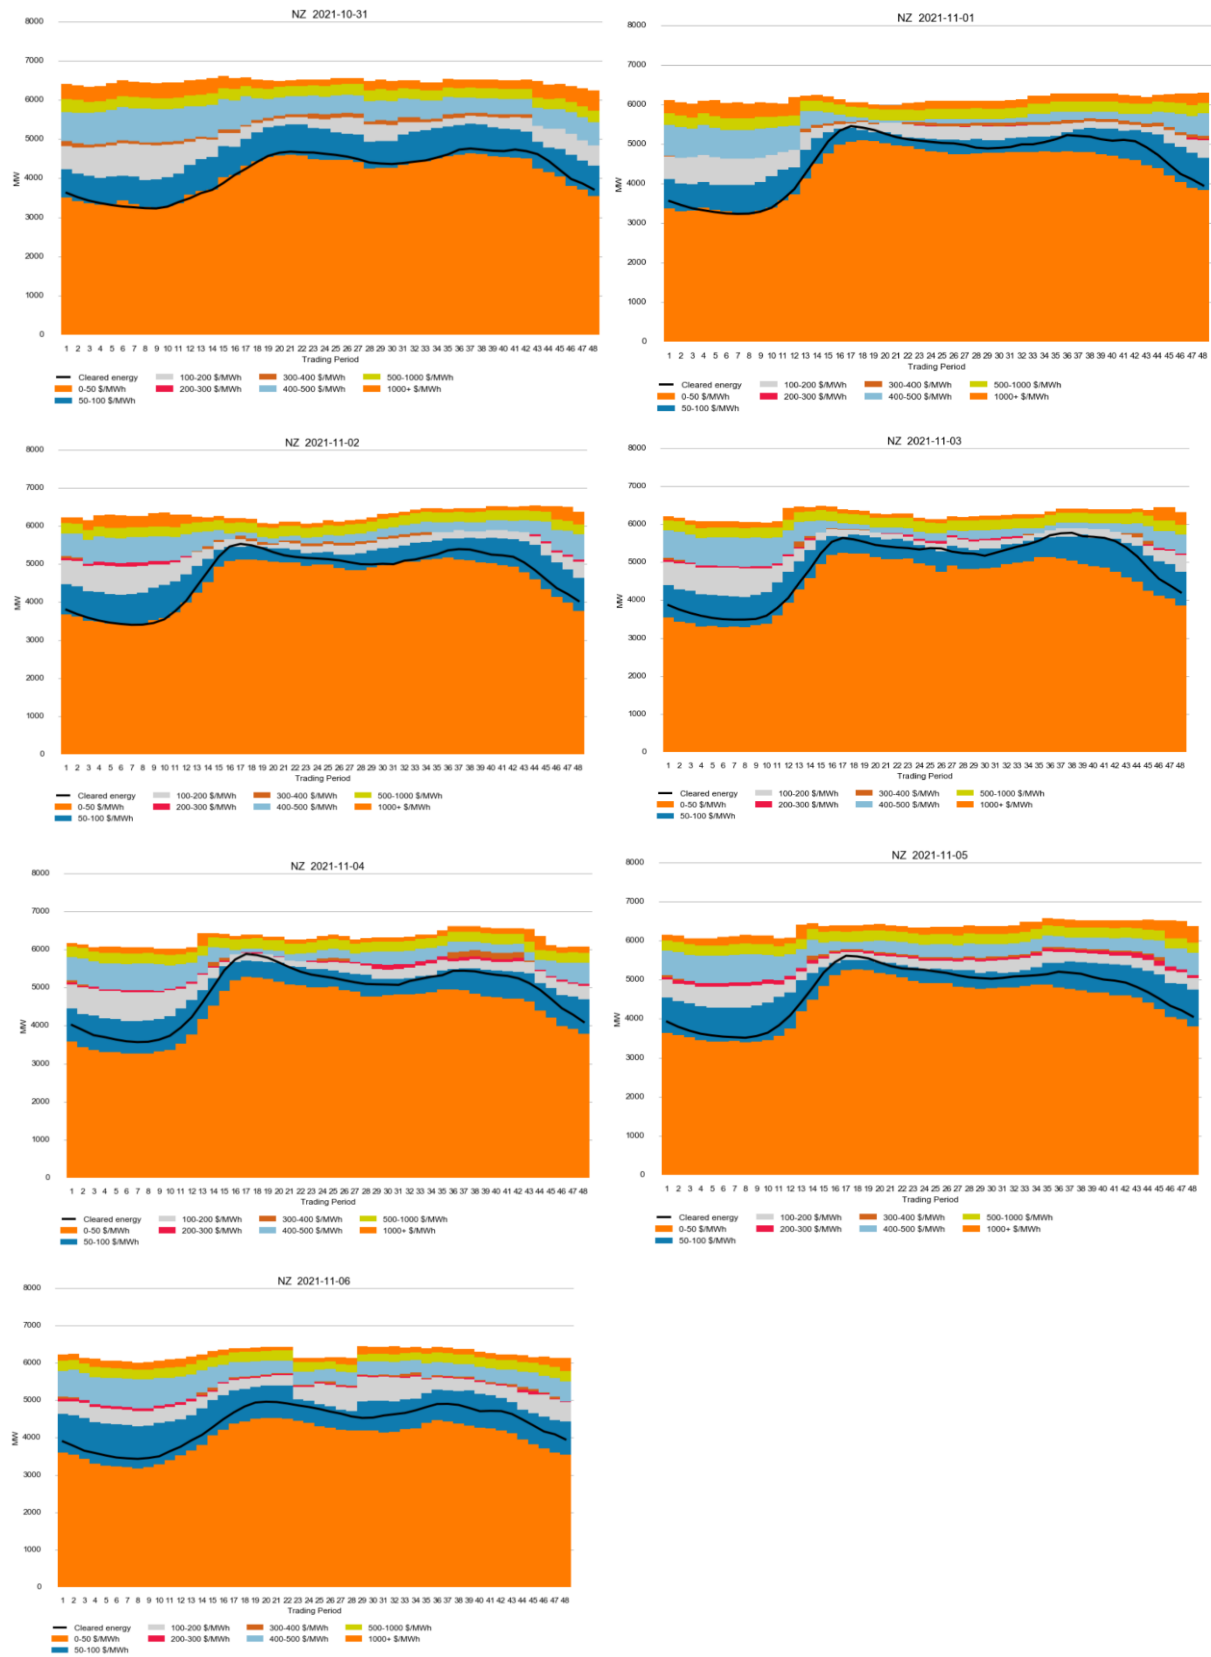 NZ 2021-10-31
8000
7000
6000
5000
4000
3000
2000
1000
0
MW
1 2 3 4 5 6 7 8 9 10 11 12 13 14 15 16 17 18 19 20 21 22 23 24 25 26 27 28 29 30 31 32 33 34 35 36 37 38 39 40 41 42 43 44 45 46 47 48
Trading Period
Cleared energy 100-200 $/MWh 300-400 $/MWh 500-1000 $/MWh
0-50 $/MWh 200-300 $/MWh 400-500 $/MWh 1000+ $/MWh
50-100 $/MWh
NZ 2021-11-01
8000
7000
6000
5000
4000
3000
2000
1000
0
MW
1 2 3 4 5 6 7 8 9 10 11 12 13 14 15 16 17 18 19 20 21 22 23 24 25 26 27 28 29 30 31 32 33 34 35 36 37 38 39 40 41 42 43 44 45 46 47 48
Trading Period
Cleared energy 100-200 $/MWh 300-400 $/MWh 500-1000 $/MWh
0-50 $/MWh 200-300 $/MWh 400-500 $/MWh 1000+ $/MWh
50-100 $/MWh
NZ 2021-11-02
8000
7000
6000
5000
4000
3000
2000
1000
0
MW
1 2 3 4 5 6 7 8 9 10 11 12 13 14 15 16 17 18 19 20 21 22 23 24 25 26 27 28 29 30 31 32 33 34 35 36 37 38 39 40 41 42 43 44 45 46 47 48
Trading Period
Cleared energy 100-200 $/MWh 300-400 $/MWh 500-1000 $/MWh
0-50 $/MWh 200-300 $/MWh 400-500 $/MWh 1000+ $/MWh
50-100 $/MWh
NZ 2021-11-03
8000
7000
6000
5000
4000
3000
2000
1000
0
MW
1 2 3 4 5 6 7 8 9 10 11 12 13 14 15 16 17 18 19 20 21 22 23 24 25 26 27 28 29 30 31 32 33 34 35 36 37 38 39 40 41 42 43 44 45 46 47 48
Trading Period
Cleared energy 100-200 $/MWh 300-400 $/MWh 500-1000 $/MWh
0-50 $/MWh 200-300 $/MWh 400-500 $/MWh 1000+ $/MWh
50-100 $/MWh
NZ 2021-11-04
8000
7000
6000
5000
4000
3000
2000
1000
0
MW
1 2 3 4 5 6 7 8 9 10 11 12 13 14 15 16 17 18 19 20 21 22 23 24 25 26 27 28 29 30 31 32 33 34 35 36 37 38 39 40 41 42 43 44 45 46 47 48
Trading Period
Cleared energy 100-200 $/MWh 300-400 $/MWh 500-1000 $/MWh
0-50 $/MWh 200-300 $/MWh 400-500 $/MWh 1000+ $/MWh
50-100 $/MWh
NZ 2021-11-05
8000
7000
6000
5000
4000
3000
2000
1000
0
MW
1 2 3 4 5 6 7 8 9 10 11 12 13 14 15 16 17 18 19 20 21 22 23 24 25 26 27 28 29 30 31 32 33 34 35 36 37 38 39 40 41 42 43 44 45 46 47 48
Trading Period
Cleared energy 100-200 $/MWh 300-400 $/MWh 500-1000 $/MWh
0-50 $/MWh 200-300 $/MWh 400-500 $/MWh 1000+ $/MWh
50-100 $/MWh
NZ 2021-11-06
8000
7000
6000
5000
4000
3000
2000
1000
0
MW
1 2 3 4 5 6 7 8 9 10 11 12 13 14 15 16 17 18 19 20 21 22 23 24 25 26 27 28 29 30 31 32 33 34 35 36 37 38 39 40 41 42 43 44 45 46 47 48
Trading Period
Cleared energy 100-200 $/MWh 300-400 $/MWh 500-1000 $/MWh
0-50 $/MWh 200-300 $/MWh 400-500 $/MWh 1000+ $/MWh
50-100 $/MWh